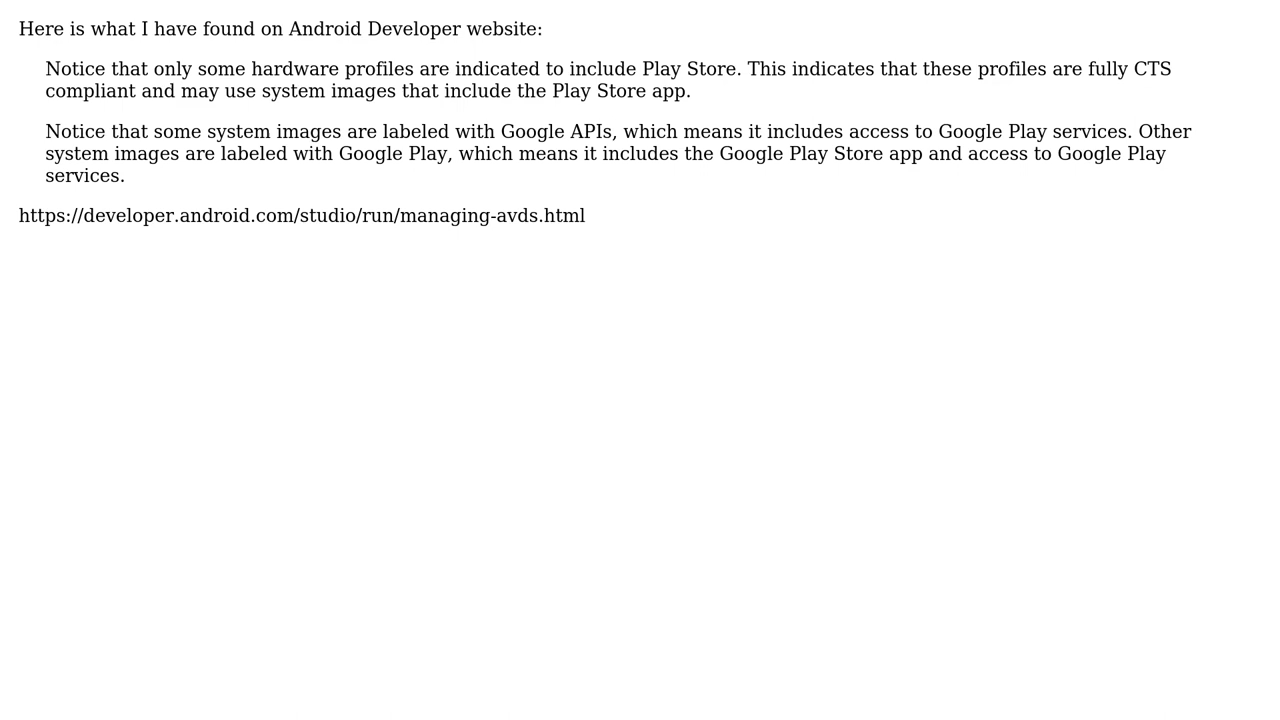 Here is what I have found on Android Developer website:
Notice that only some hardware profiles are indicated to include Play Store. This indicates that these profiles are fully CTS
compliant and may use system images that include the Play Store app.
Notice that some system images are labeled with Google APIs, which means it includes access to Google Play services. Other
system images are labeled with Google Play, which means it includes the Google Play Store app and access to Google Play
services.
https://developer.android.com/studio/run/managing-avds.html